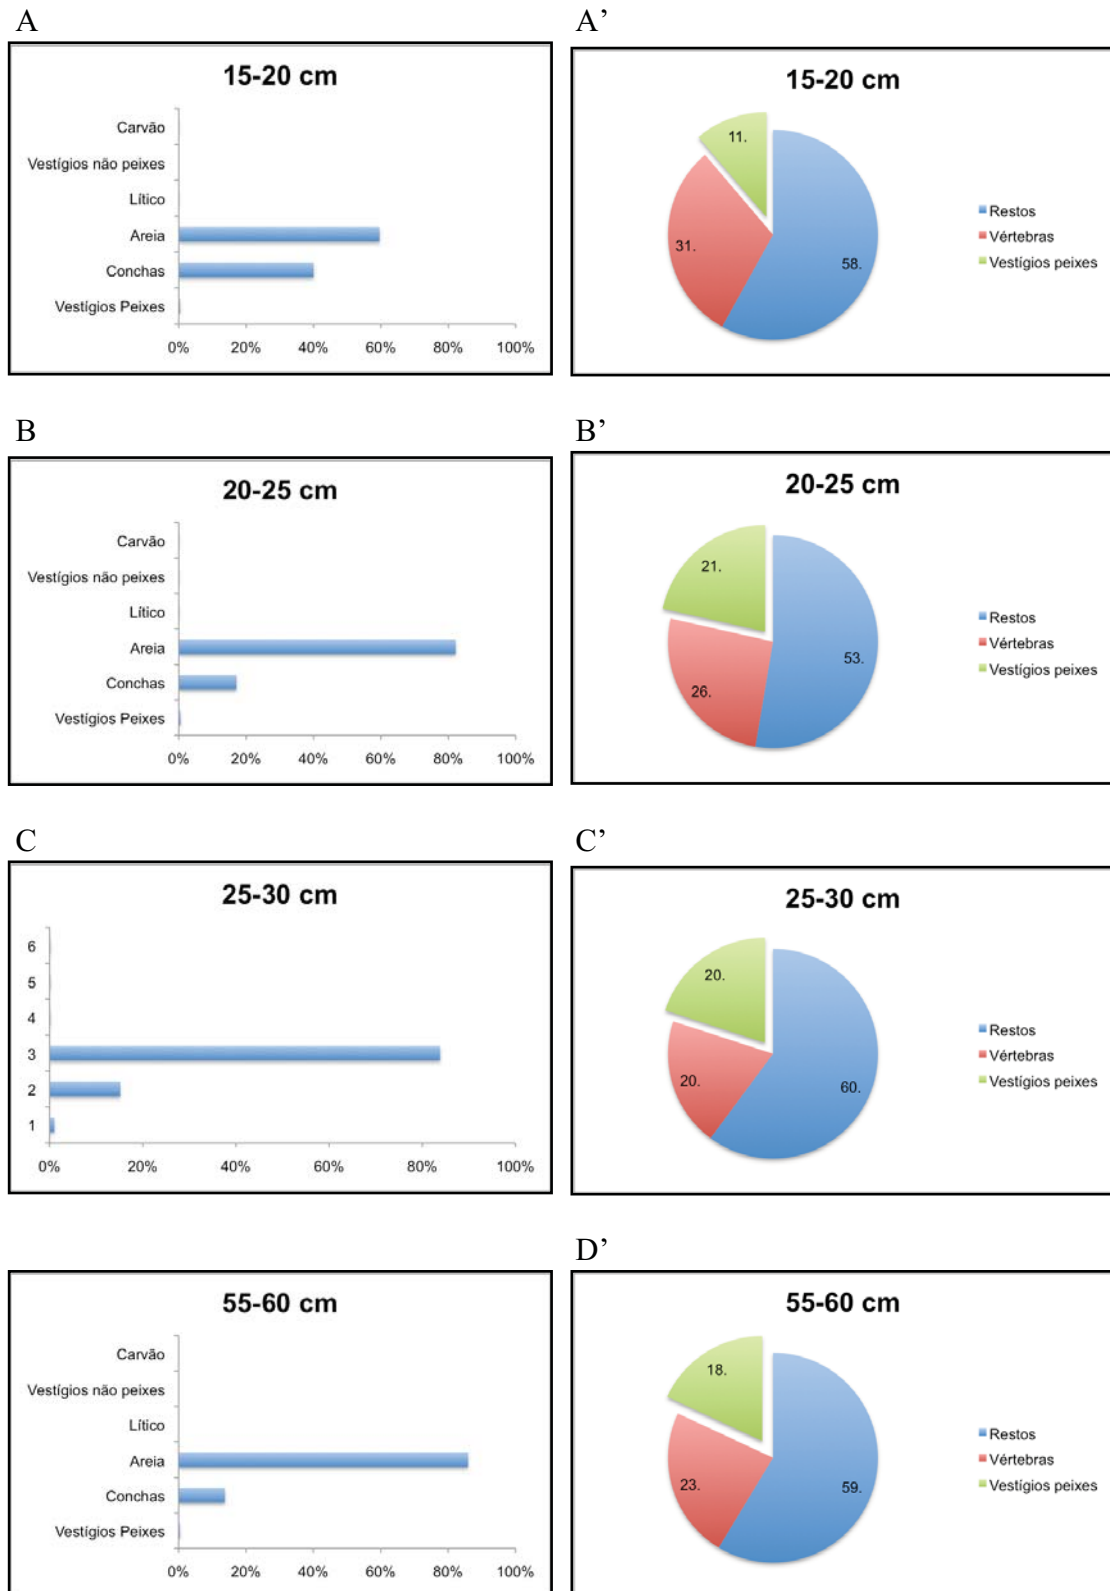 A
15-20 cm
Carvão
Vestígios não peixes
Lítico
Areia
Conchas
Vestígios Peixes
0% 20% 40% 60% 80% 100%
A’
15-20 cm
11.
31.
58.
Restos
Vértebras
Vestígios peixes
B
20-25 cm
Carvão
Vestígios não peixes
Lítico
Areia
Conchas
Vestígios Peixes
0% 20% 40% 60% 80% 100%
B’
20-25 cm
21.
53.
26.
Restos
Vértebras
Vestígios peixes
C
25-30 cm
6
5
4
3
2
1
0% 20% 40% 60% 80% 100%
C’
25-30 cm
20.
20.
60.
Restos
Vértebras
Vestígios peixes
55-60 cm
Carvão
Vestígios não peixes
Lítico
Areia
Conchas
Vestígios Peixes
0% 20% 40% 60% 80% 100%
D’
55-60 cm
18.
23.
59.
Restos
Vértebras
Vestígios peixes